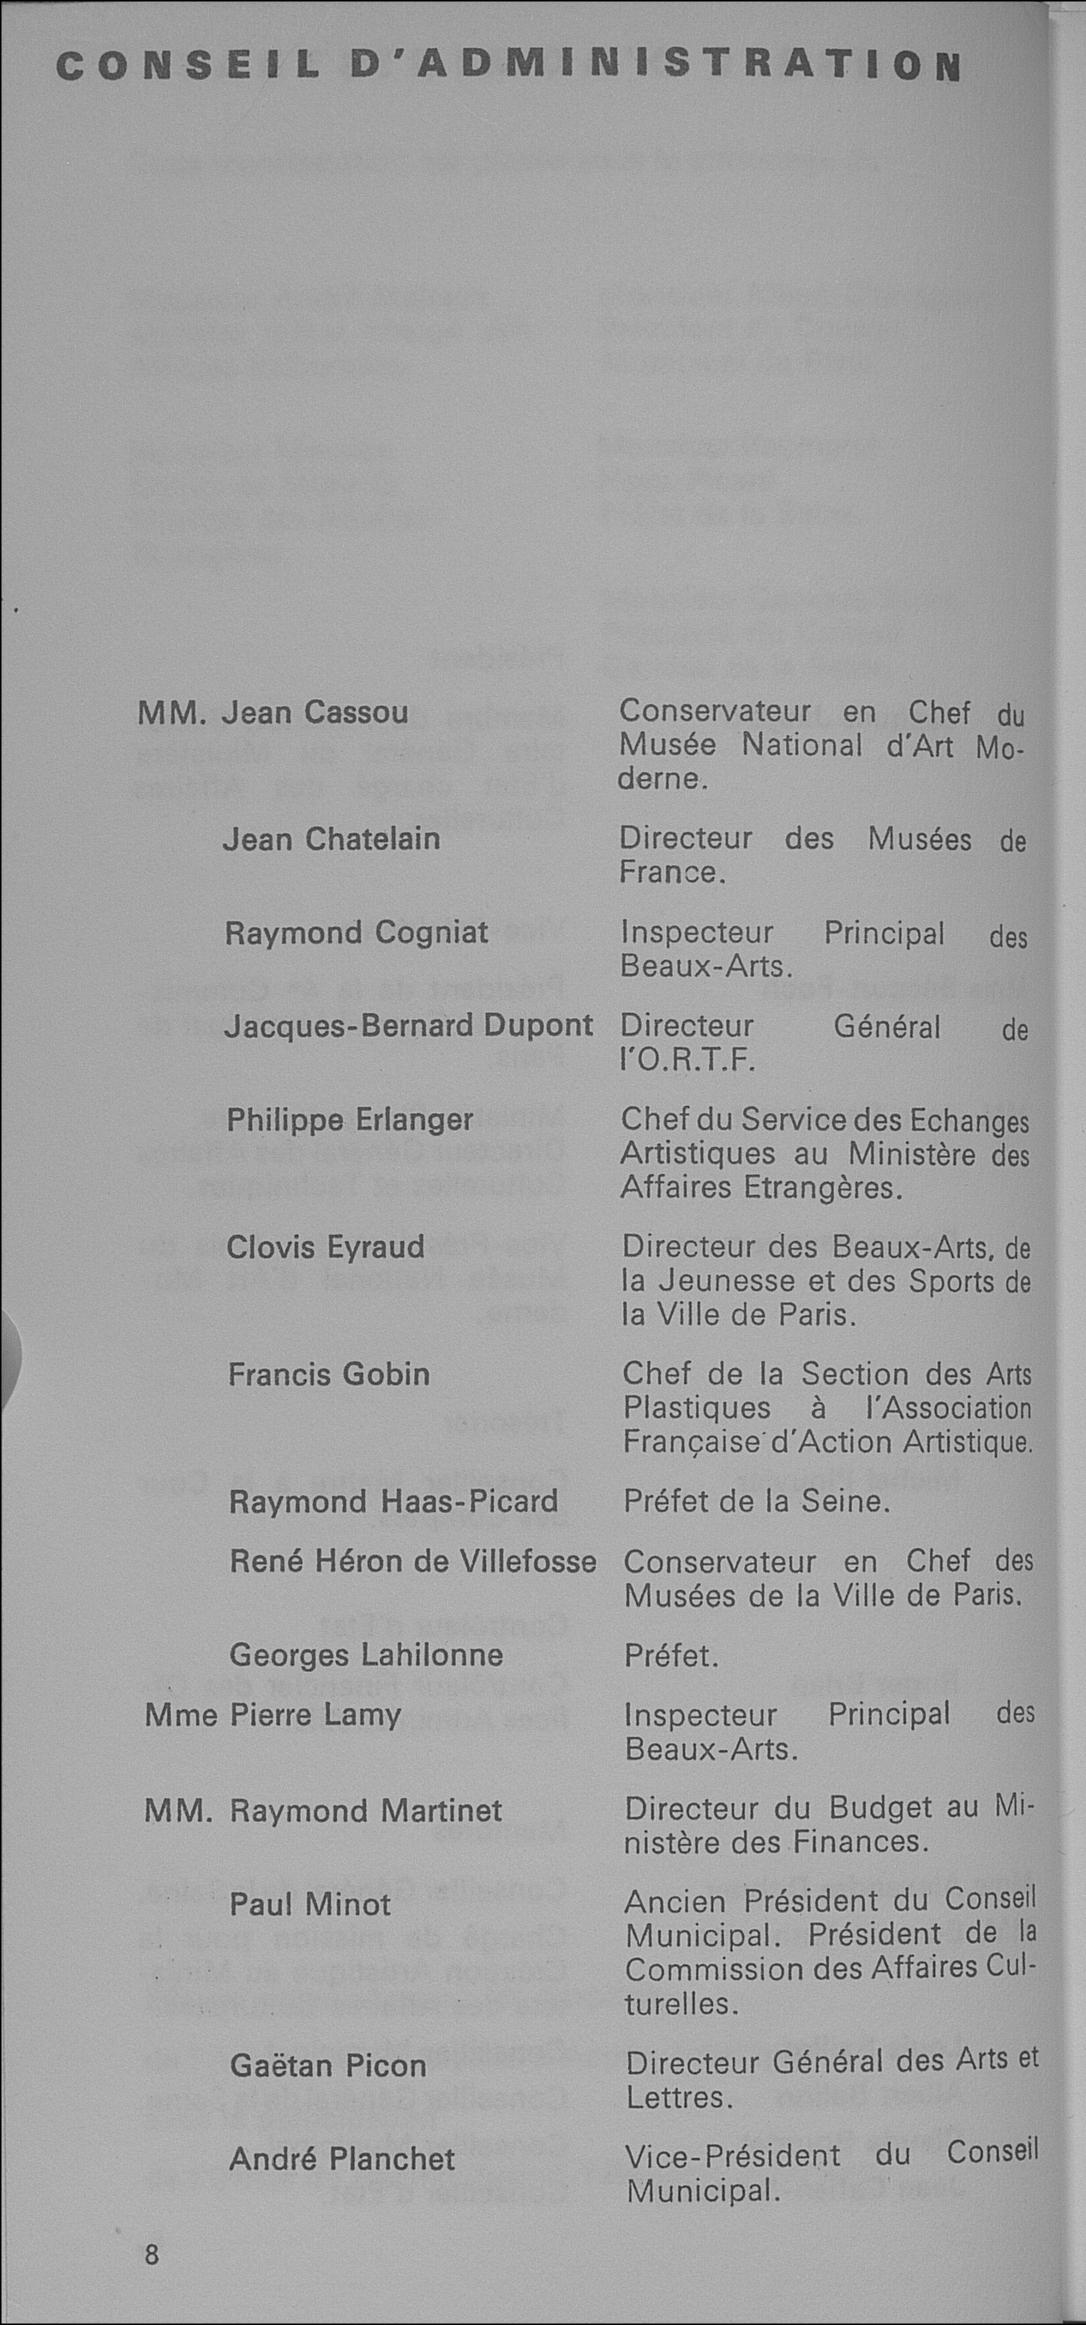 CONSEIL D'ADMINISTRATION
MM. Jean Cassou
Conservateur en Chef du
Musée National d'Art Mo-
derne.
Jean Chatelain
Directeur des Musées de
France.
Raymond Cogniat
Inspecteur Principal des
Beaux-Arts.
Jacques-Bernard Dupont
Directeur Général de
l'O.R.T.F.
Philippe Erlanger
Chef du Service des Echanges
Artistiques au Ministère des
Affaires Etrangères.
Clovis Eyraud
Directeur des Beaux-Arts, de
la Jeunesse et des Sports de
la Ville de Paris.
Francis Gobin
Chef de la Section des Arts
Plastiques à l'Association
Française d'Action Artistique.
Raymond Haas-Picard
Préfet de la Seine.
René Héron de Villefosse
Conservateur en Chef des
Musées de la Ville de Paris.
Georges Lahilonne
Préfet.
Mme Pierre Lamy
Inspecteur Principal des
Beaux-Arts.
MM. Raymond Martinet
Directeur du Budget au Mi-
nistère des Finances.
Paul Minot
Ancien Président du Conseil
Municipal. Président de la
Commission des Affaires Cul-
turelles.
Gaëtan Picon
Directeur Général des Arts et
Lettres.
André Planchet
Vice-Président du Conseil
Municipal.
8